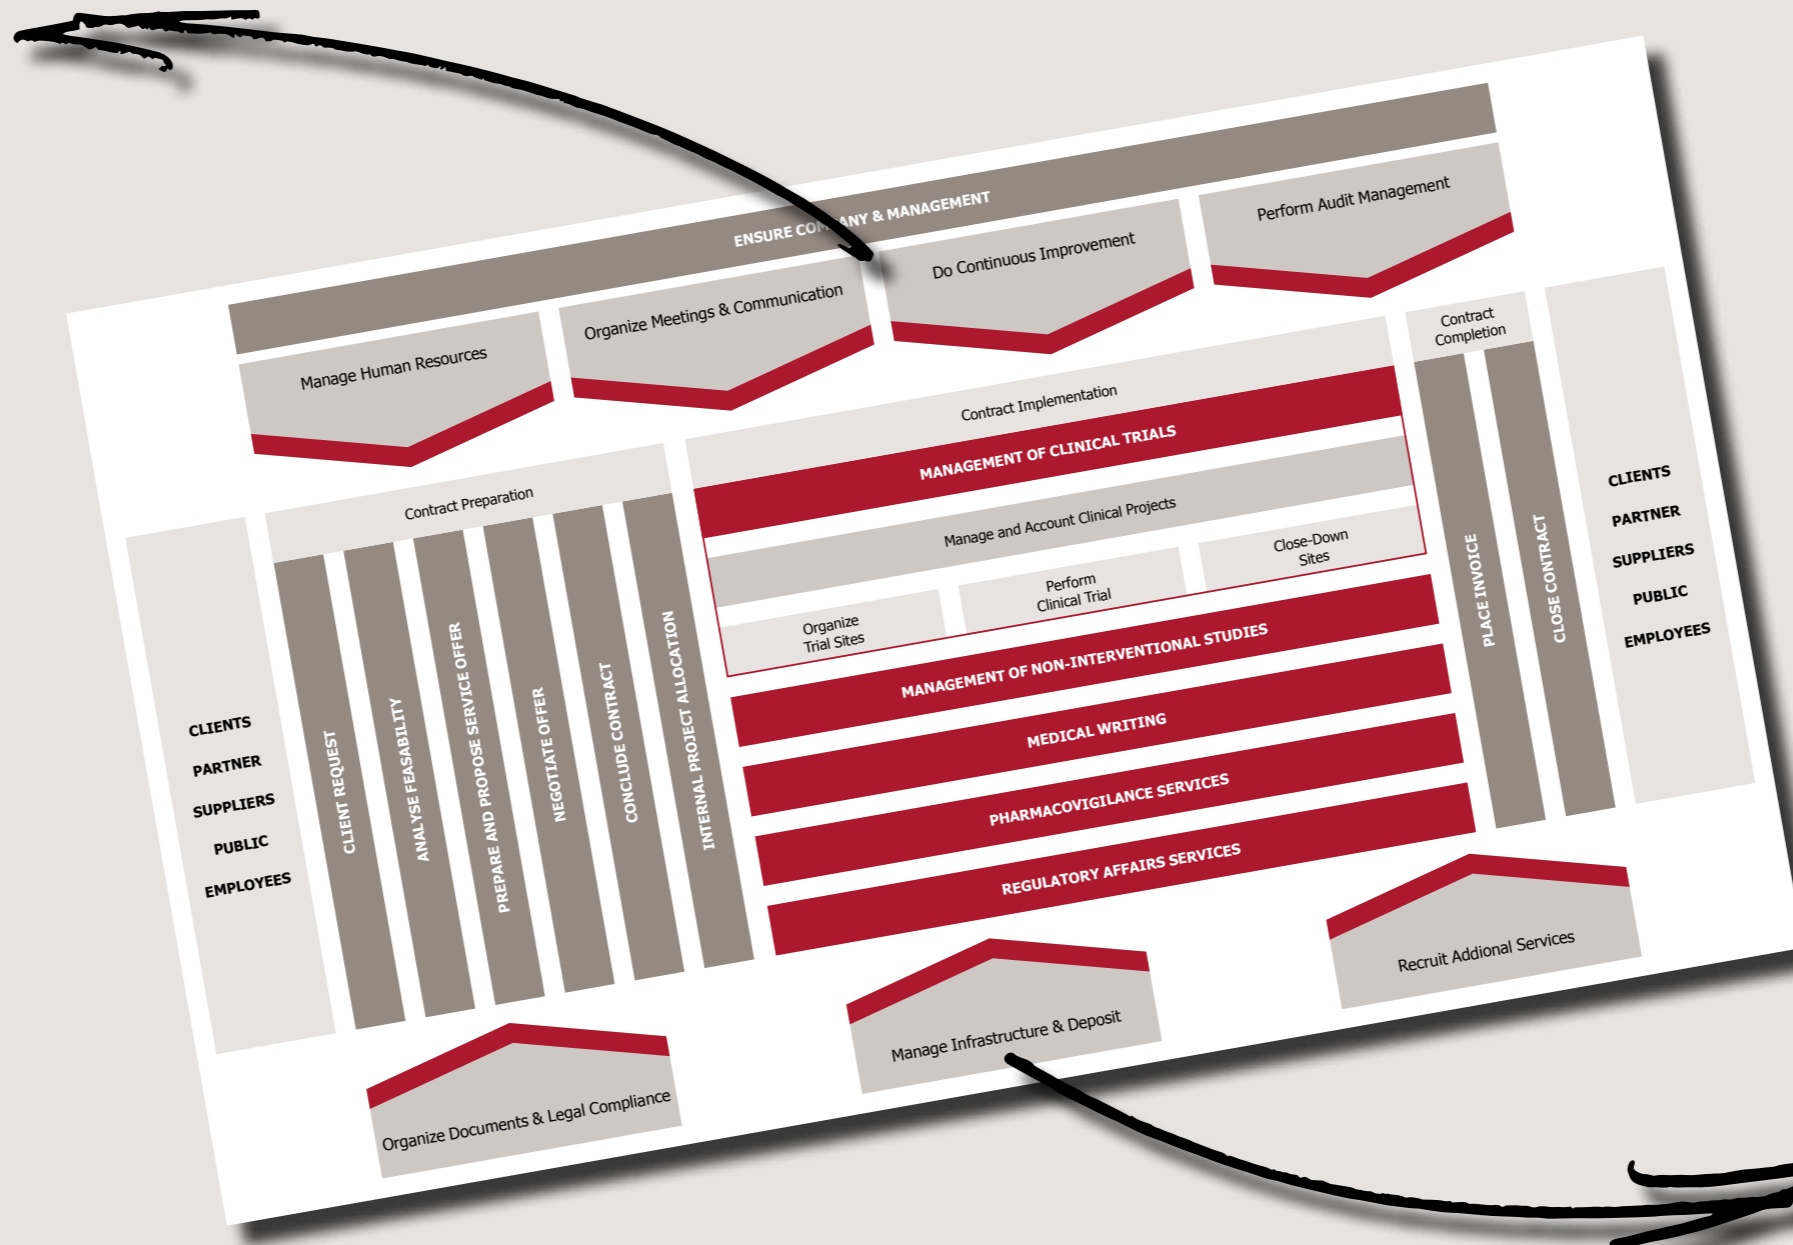 ENSURE COMPANY & MANAGEMENT
Manage Human Resources
Organize Meetings & Communication
Do Continuous Improvement
Perform Audit Management
CLIENTS
PARTNER
SUPPLIERS
PUBLIC
EMPLOYEES
Contract Preparation
CLIENT REQUEST
ANALYSE FEASABILITY
PREPARE AND PROPOSE SERVICE OFFER
NEGOTIATE OFFER
CONCLUDE CONTRACT
INTERNAL PROJECT ALLOCATION
Contract Implementation
MANAGEMENT OF CLINICAL TRIALS
Manage and Account Clinical Projects
Organize
Trial Sites
Perform
Clinical Trial
Close-Down
Sites
MANAGEMENT OF NON-INTERVENTIONAL STUDIES
MEDICAL WRITING
PHARMACOVIGILANCE SERVICES
REGULATORY AFFAIRS SERVICES
Contract
Completion
PLACE INVOICE
CLOSE CONTRACT
CLIENTS
PARTNER
SUPPLIERS
PUBLIC
EMPLOYEES
Organize Documents & Legal Compliance
Manage Infrastructure & Deposit
Recruit Addional Services